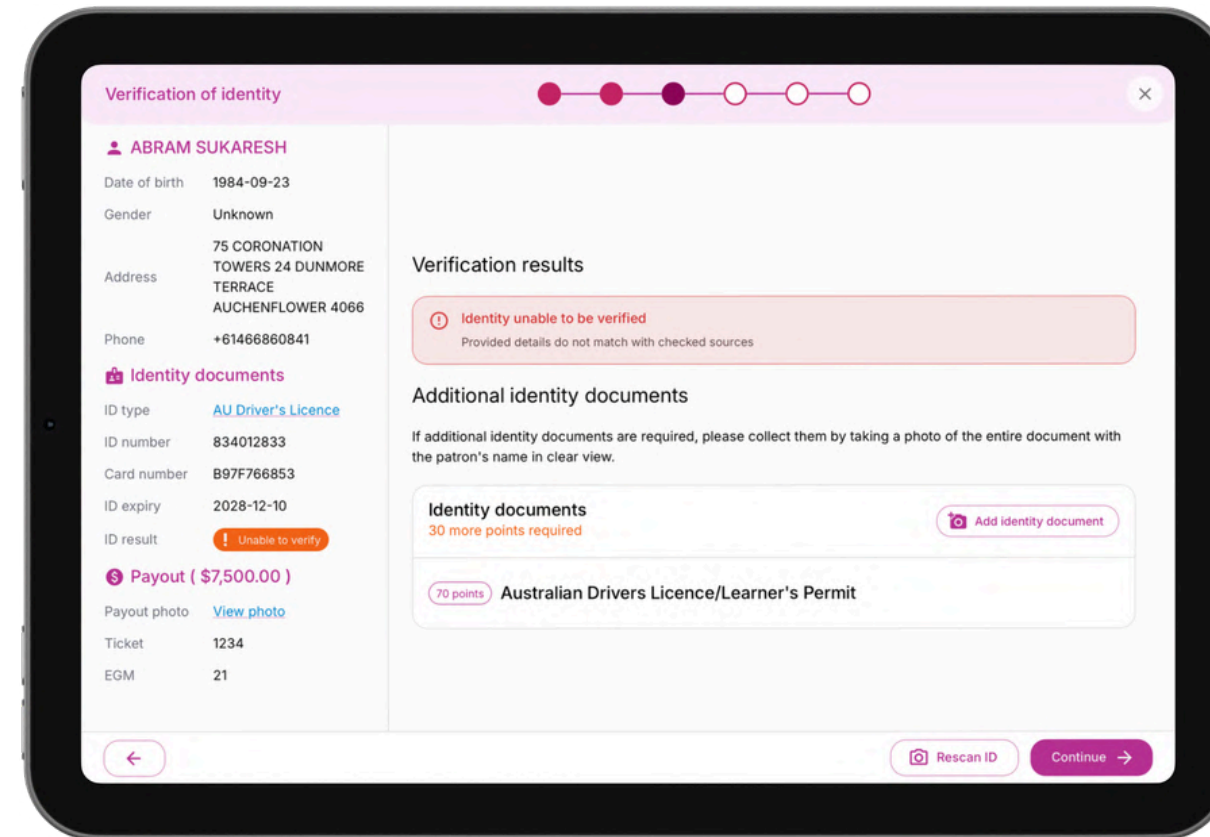 Verification of identity
ABRAM SUKARESH
Date of birth 1984-09-23
Gender Unknown
Address 75 CORONATION
TOWERS 24 DUNMORE
TERRACE
AUCHENFLOWER 4066
Phone +61466860841
Identity documents
ID type AU Driver's Licence
ID number 834012833
Card number B97F766853
ID expiry 2028-12-10
ID result ! Unable to verify
Payout ( $7,500.00 )
Payout photo View photo
Ticket 1234
EGM 21
Verification results
Identity unable to be verified
Provided details do not match with checked sources
Additional identity documents
If additional identity documents are required, please collect them by taking a photo of the entire document with
the patron's name in clear view.
Identity documents
30 more points required
Add identity document
70 points Australian Drivers Licence/Learner's Permit
Rescan ID
Continue